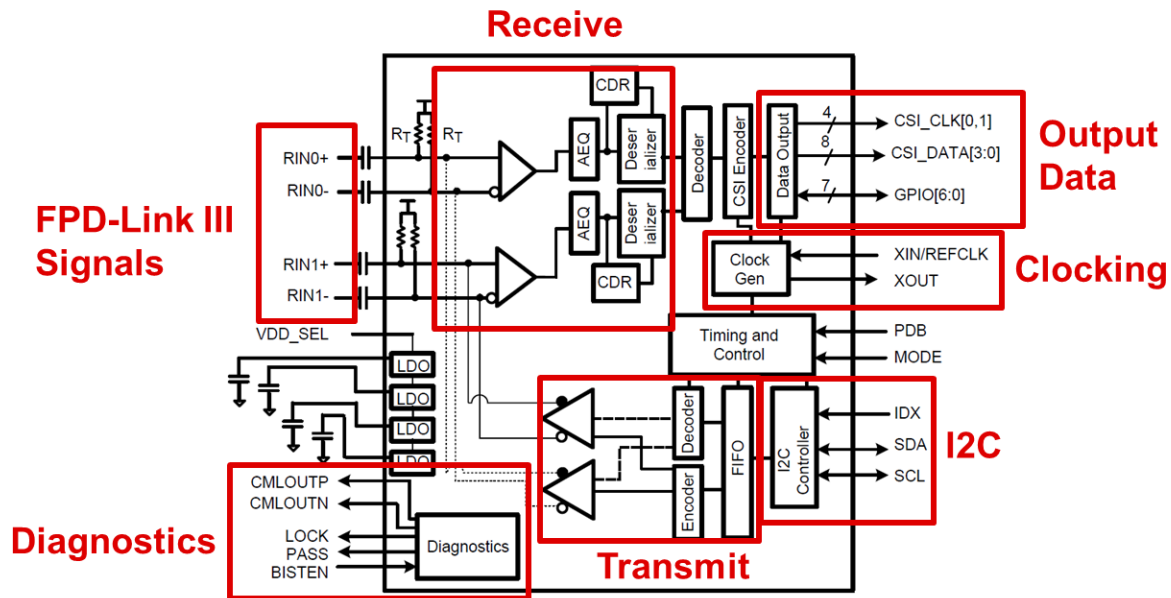 Receive
CDR
4
CSI_CLK[0,1]
RT
RT
RIN0+
AEQ
Deser
ializer
8
CSI_DATA[3:0]
Output
Data
RIN0-
Decoder
CSI Encoder
Data Output
7
GPIO[6:0]
FPD-Link III
Signals
AEQ
Deser
ializer
RIN1+
RIN1-
CDR
Clock
Gen
XIN/REFCLK
XOUT
Clocking
VDD_SEL
Timing and
Control
PDB
MODE
LDO
LDO
LDO
LDO
Decoder
Encoder
FIFO
I2C
Controller
IDX
SDA
SCL
I2C
CMLOUTP
CMLOUTN
LOCK
PASS
BISTEN
Diagnostics
Diagnostics
Transmit